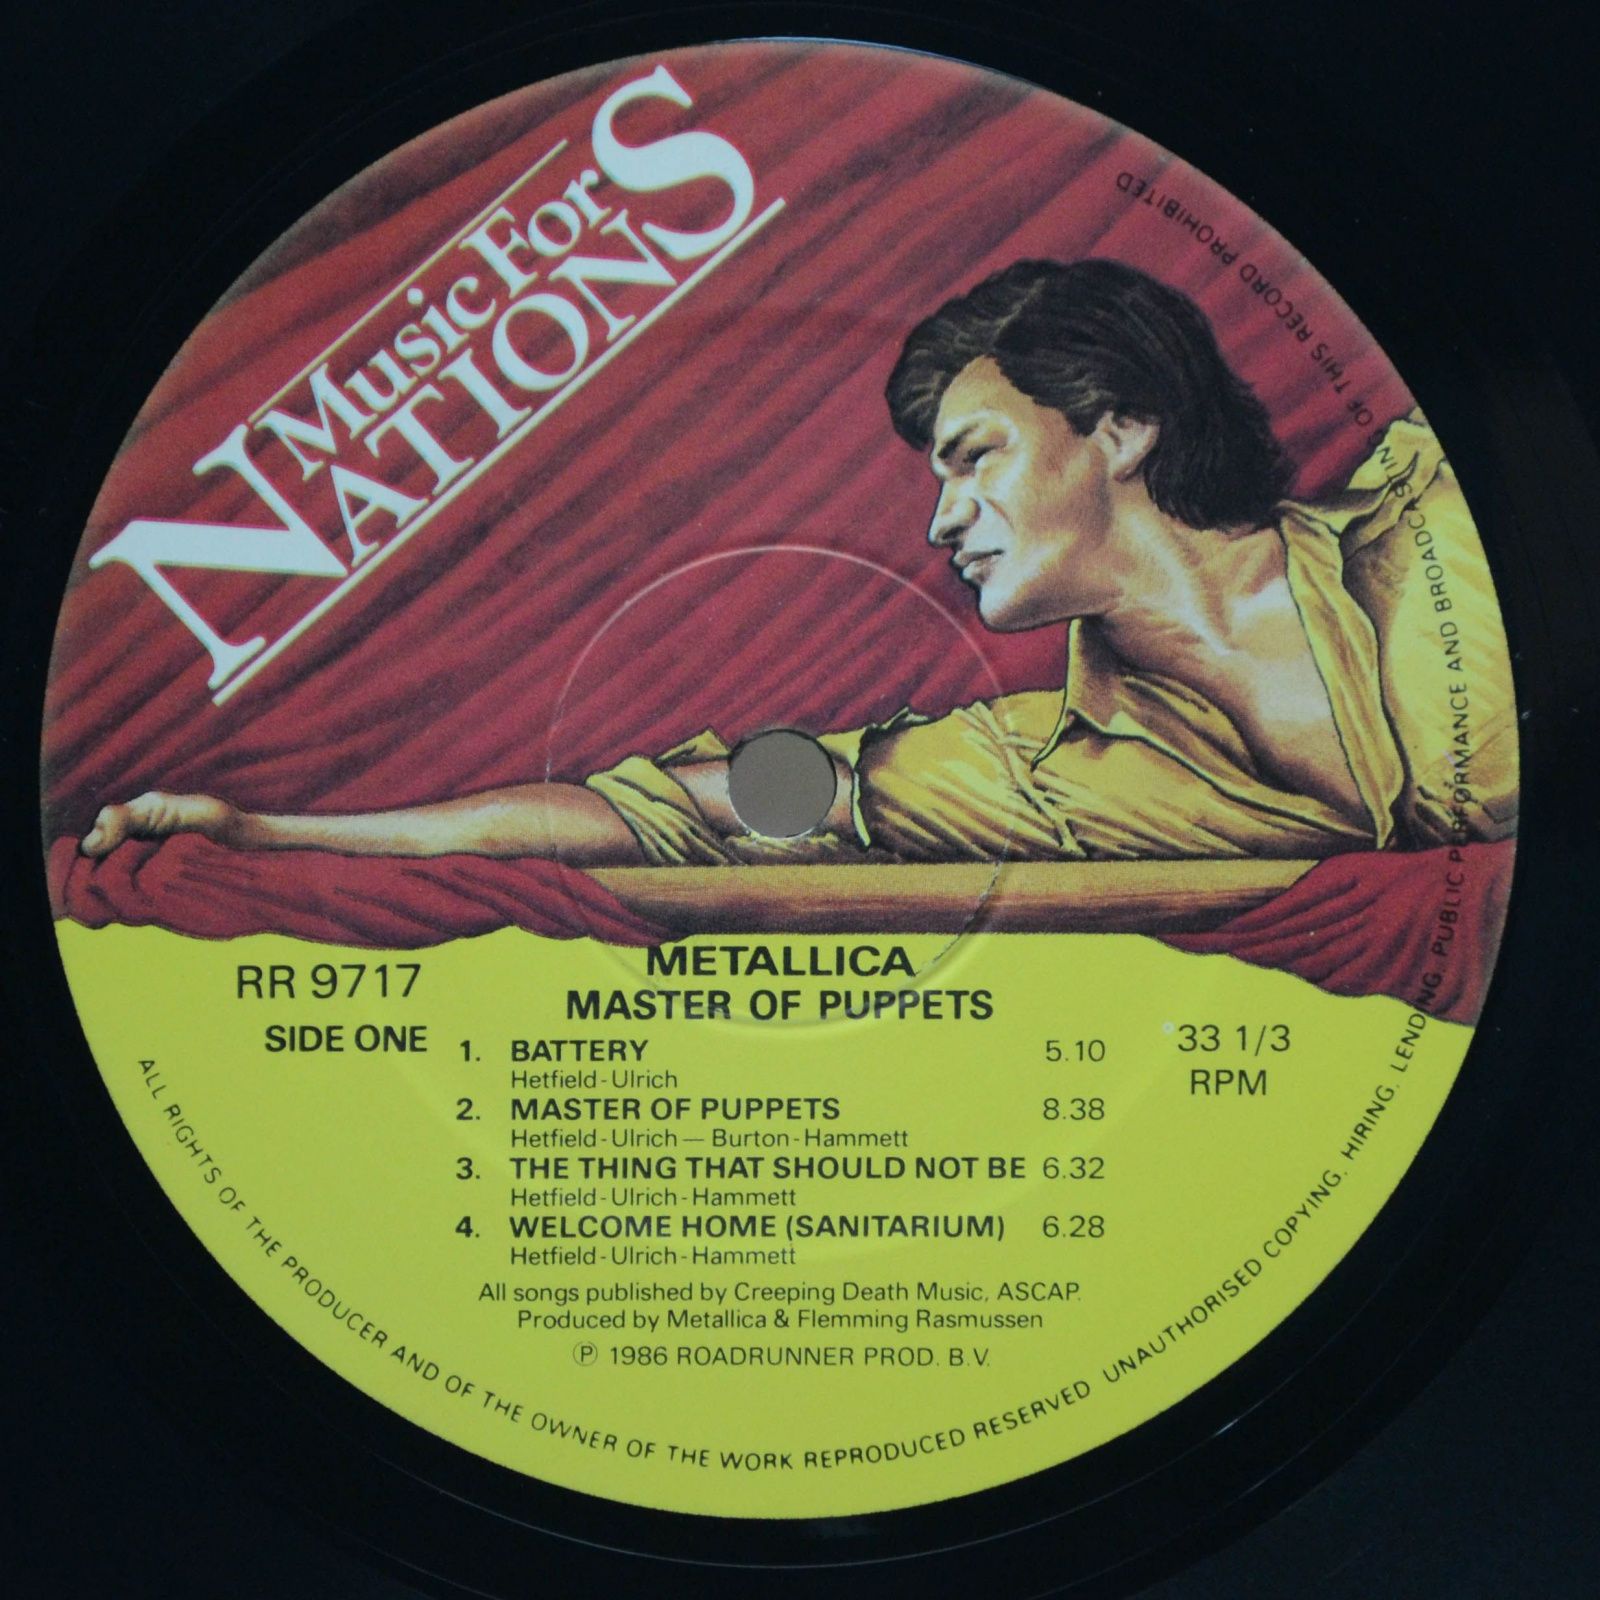 Music For
NATIONS
METALLICA
MASTER OF PUPPETS
RR 9717
SIDE ONE
33 1/3
RPM
1. BATTERY 5.10
Hetfield-Ulrich
2. MASTER OF PUPPETS 8.38
Hetfield-Ulrich — Burton-Hammett
3. THE THING THAT SHOULD NOT BE 6.32
Hetfield-Ulrich-Hammett
4. WELCOME HOME (SANITARIUM) 6.28
Hetfield-Ulrich-Hammett
All songs published by Creeping Death Music, ASCAP.
Produced by Metallica & Flemming Rasmussen
℗ 1986 ROADRUNNER PROD. B.V.
ALL RIGHTS OF THE PRODUCER AND OF THE OWNER OF THE WORK REPRODUCED RESERVED UNAUTHORISED COPYING. HIRING. LENDING. PUBLIC PERFORMANCE AND BROADCASTING OF THIS RECORD PROHIBITED